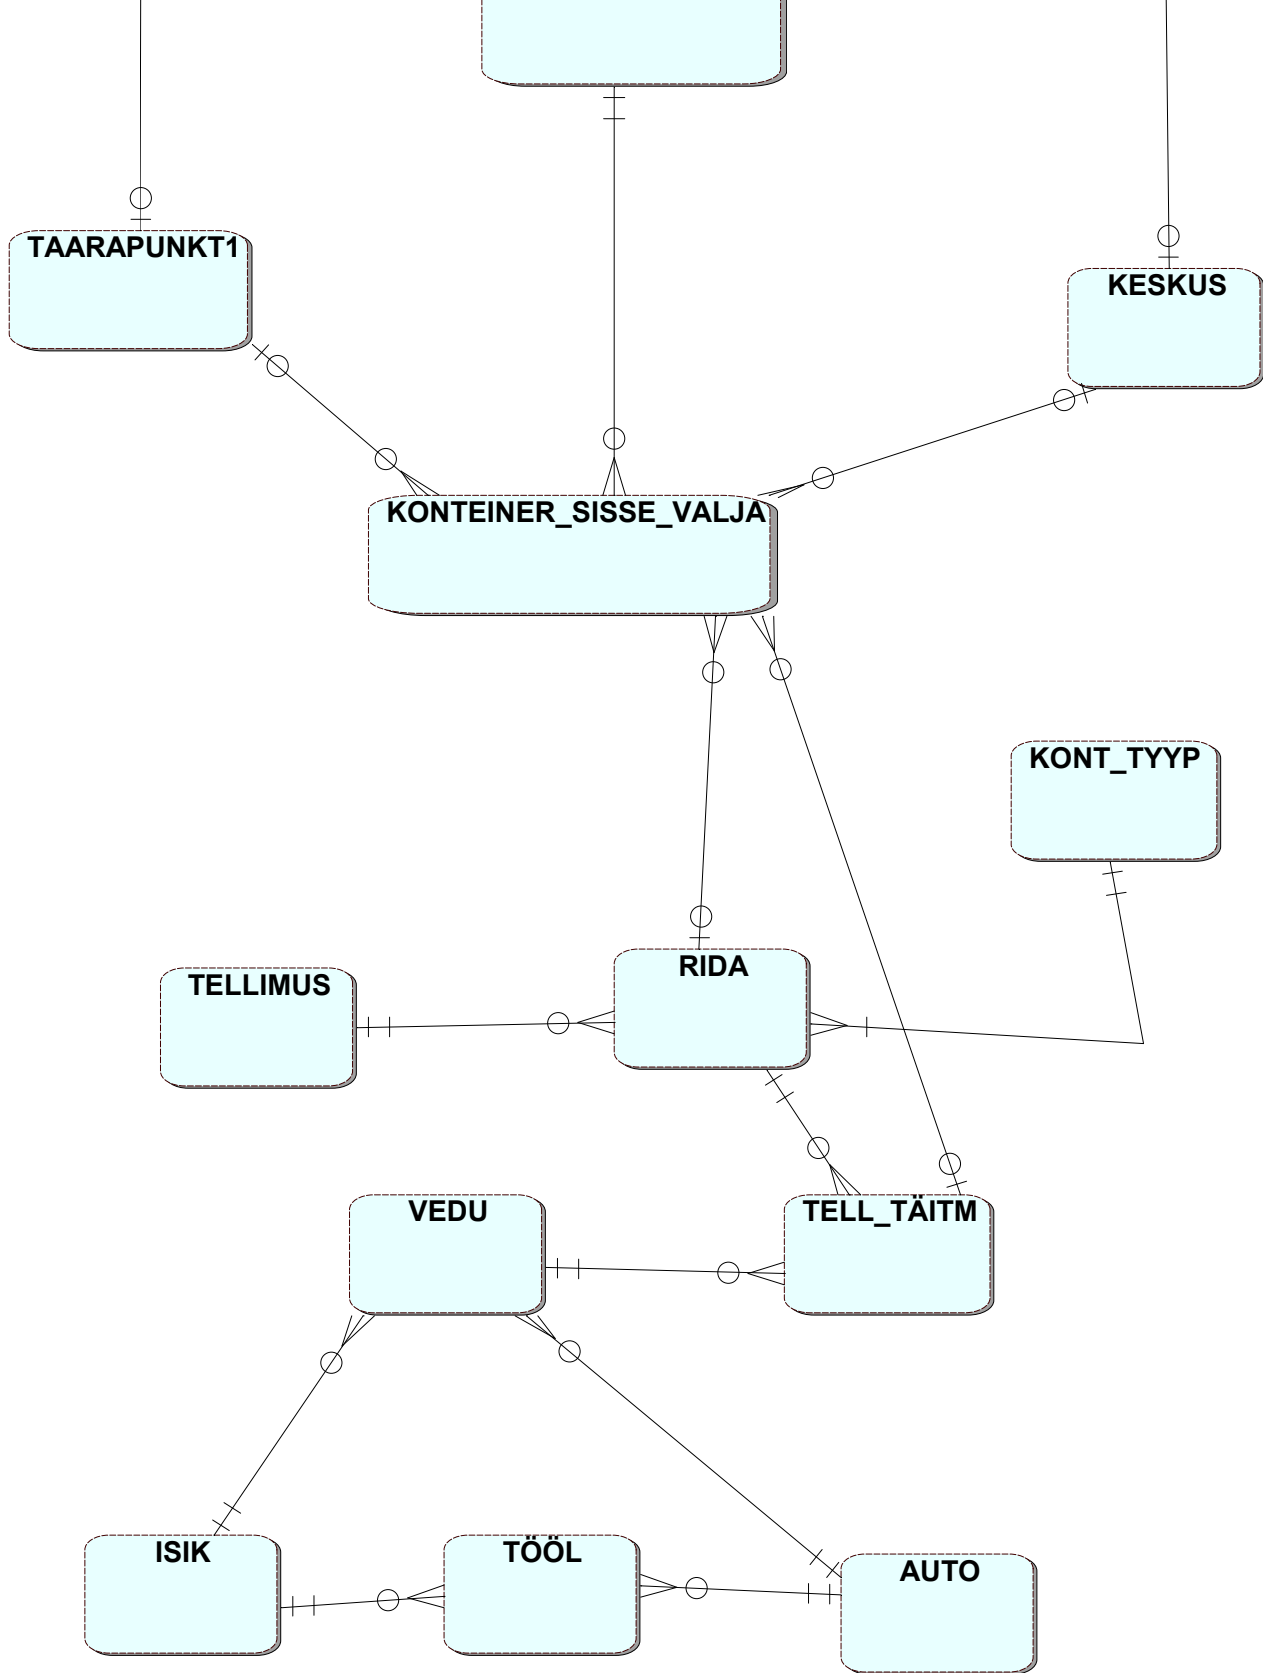 TAARAPUNKT1
KESKUS
KONTEINER_SISSE_VALJA
KONT_TYYP
RIDA
TELLIMUS
VEDU
TELL_TÄITM
ISIK
TÖÖL
AUTO